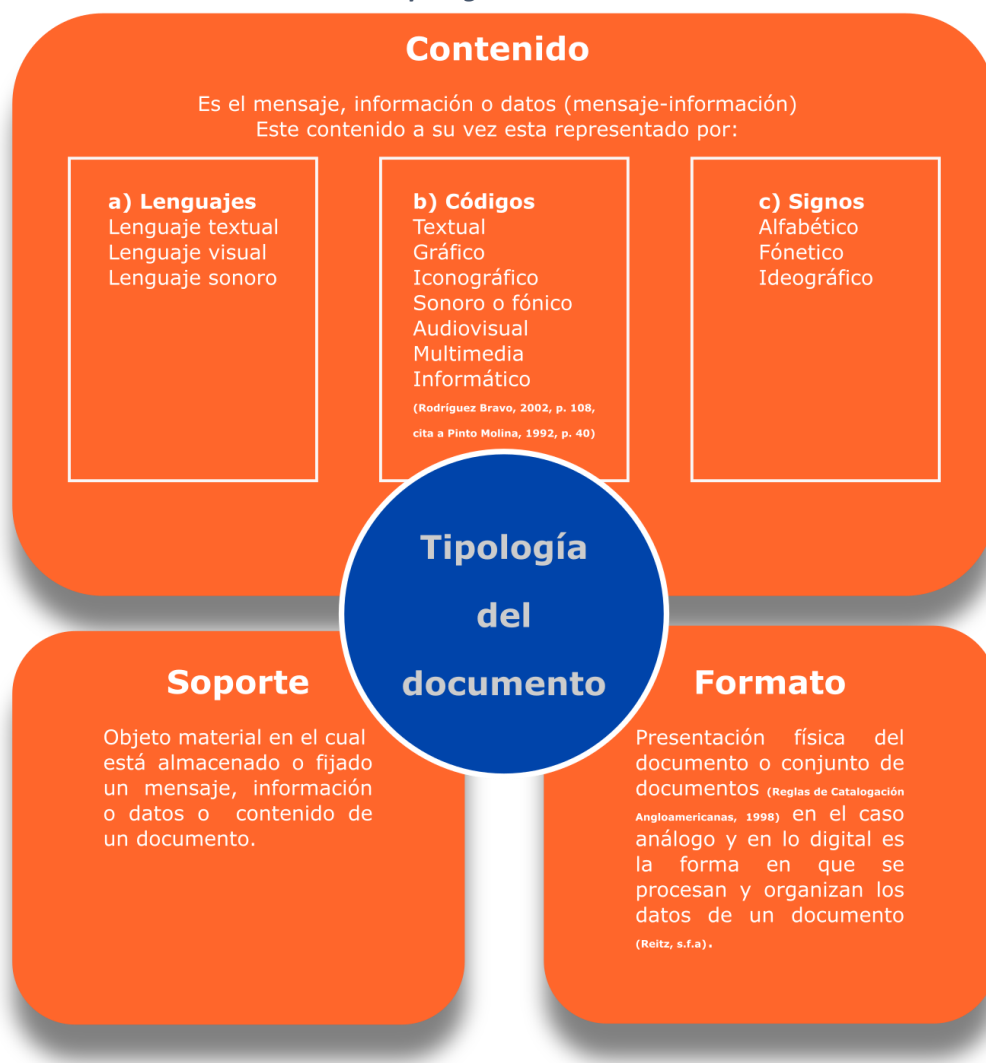 Contenido
Es el mensaje, información o datos (mensaje-información)
Este contenido a su vez esta representado por:
a) Lenguajes
Lenguaje textual
Lenguaje visual
Lenguaje sonoro
b) Códigos
Textual
Gráfico
Iconográfico
Sonoro o fónico
Audiovisual
Multimedia
Informático
(Rodríguez Bravo, 2002, p. 108,
cita a Pinto Molina, 1992, p. 40)
c) Signos
Alfabético
Fónetico
Ideográfico
Tipología
del
documento
Soporte
Objeto material en el cual
está almacenado o fijado
un mensaje, información
o datos o contenido de
un documento.
Formato
Presentación física del
documento o conjunto de
documentos (Reglas de Catalogación
Angloamericanas, 1998) en el caso
análogo y en lo digital es
la forma en que se
procesan y organizan los
datos de un documento
(Reitz, s.f.a).